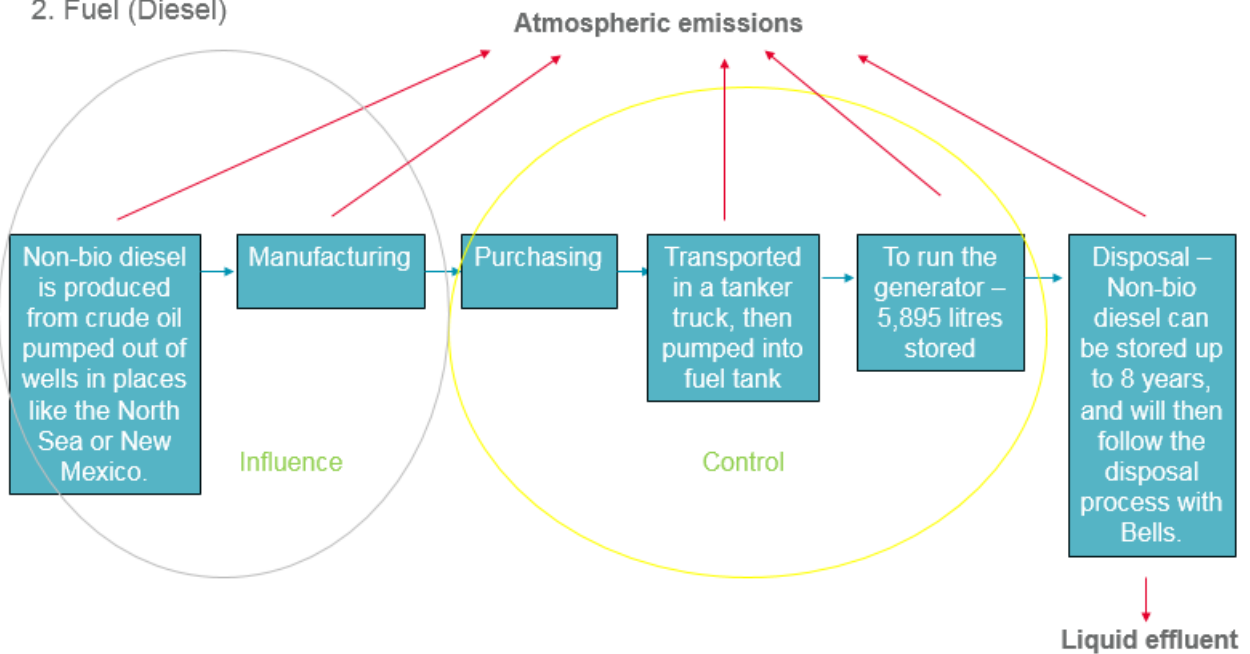 2. Fuel (Diesel)
Atmospheric emissions
Non-bio diesel
is produced
from crude oil
pumped out of
wells in places
like the North
Sea or New
Mexico.
Manufacturing
Purchasing
Transported
in a tanker
truck, then
pumped into
fuel tank
To run the
generator –
5,895 litres
stored
Disposal –
Non-bio
diesel can
be stored up
to 8 years,
and will then
follow the
disposal
process with
Bells.
Influence
Control
Liquid effluent